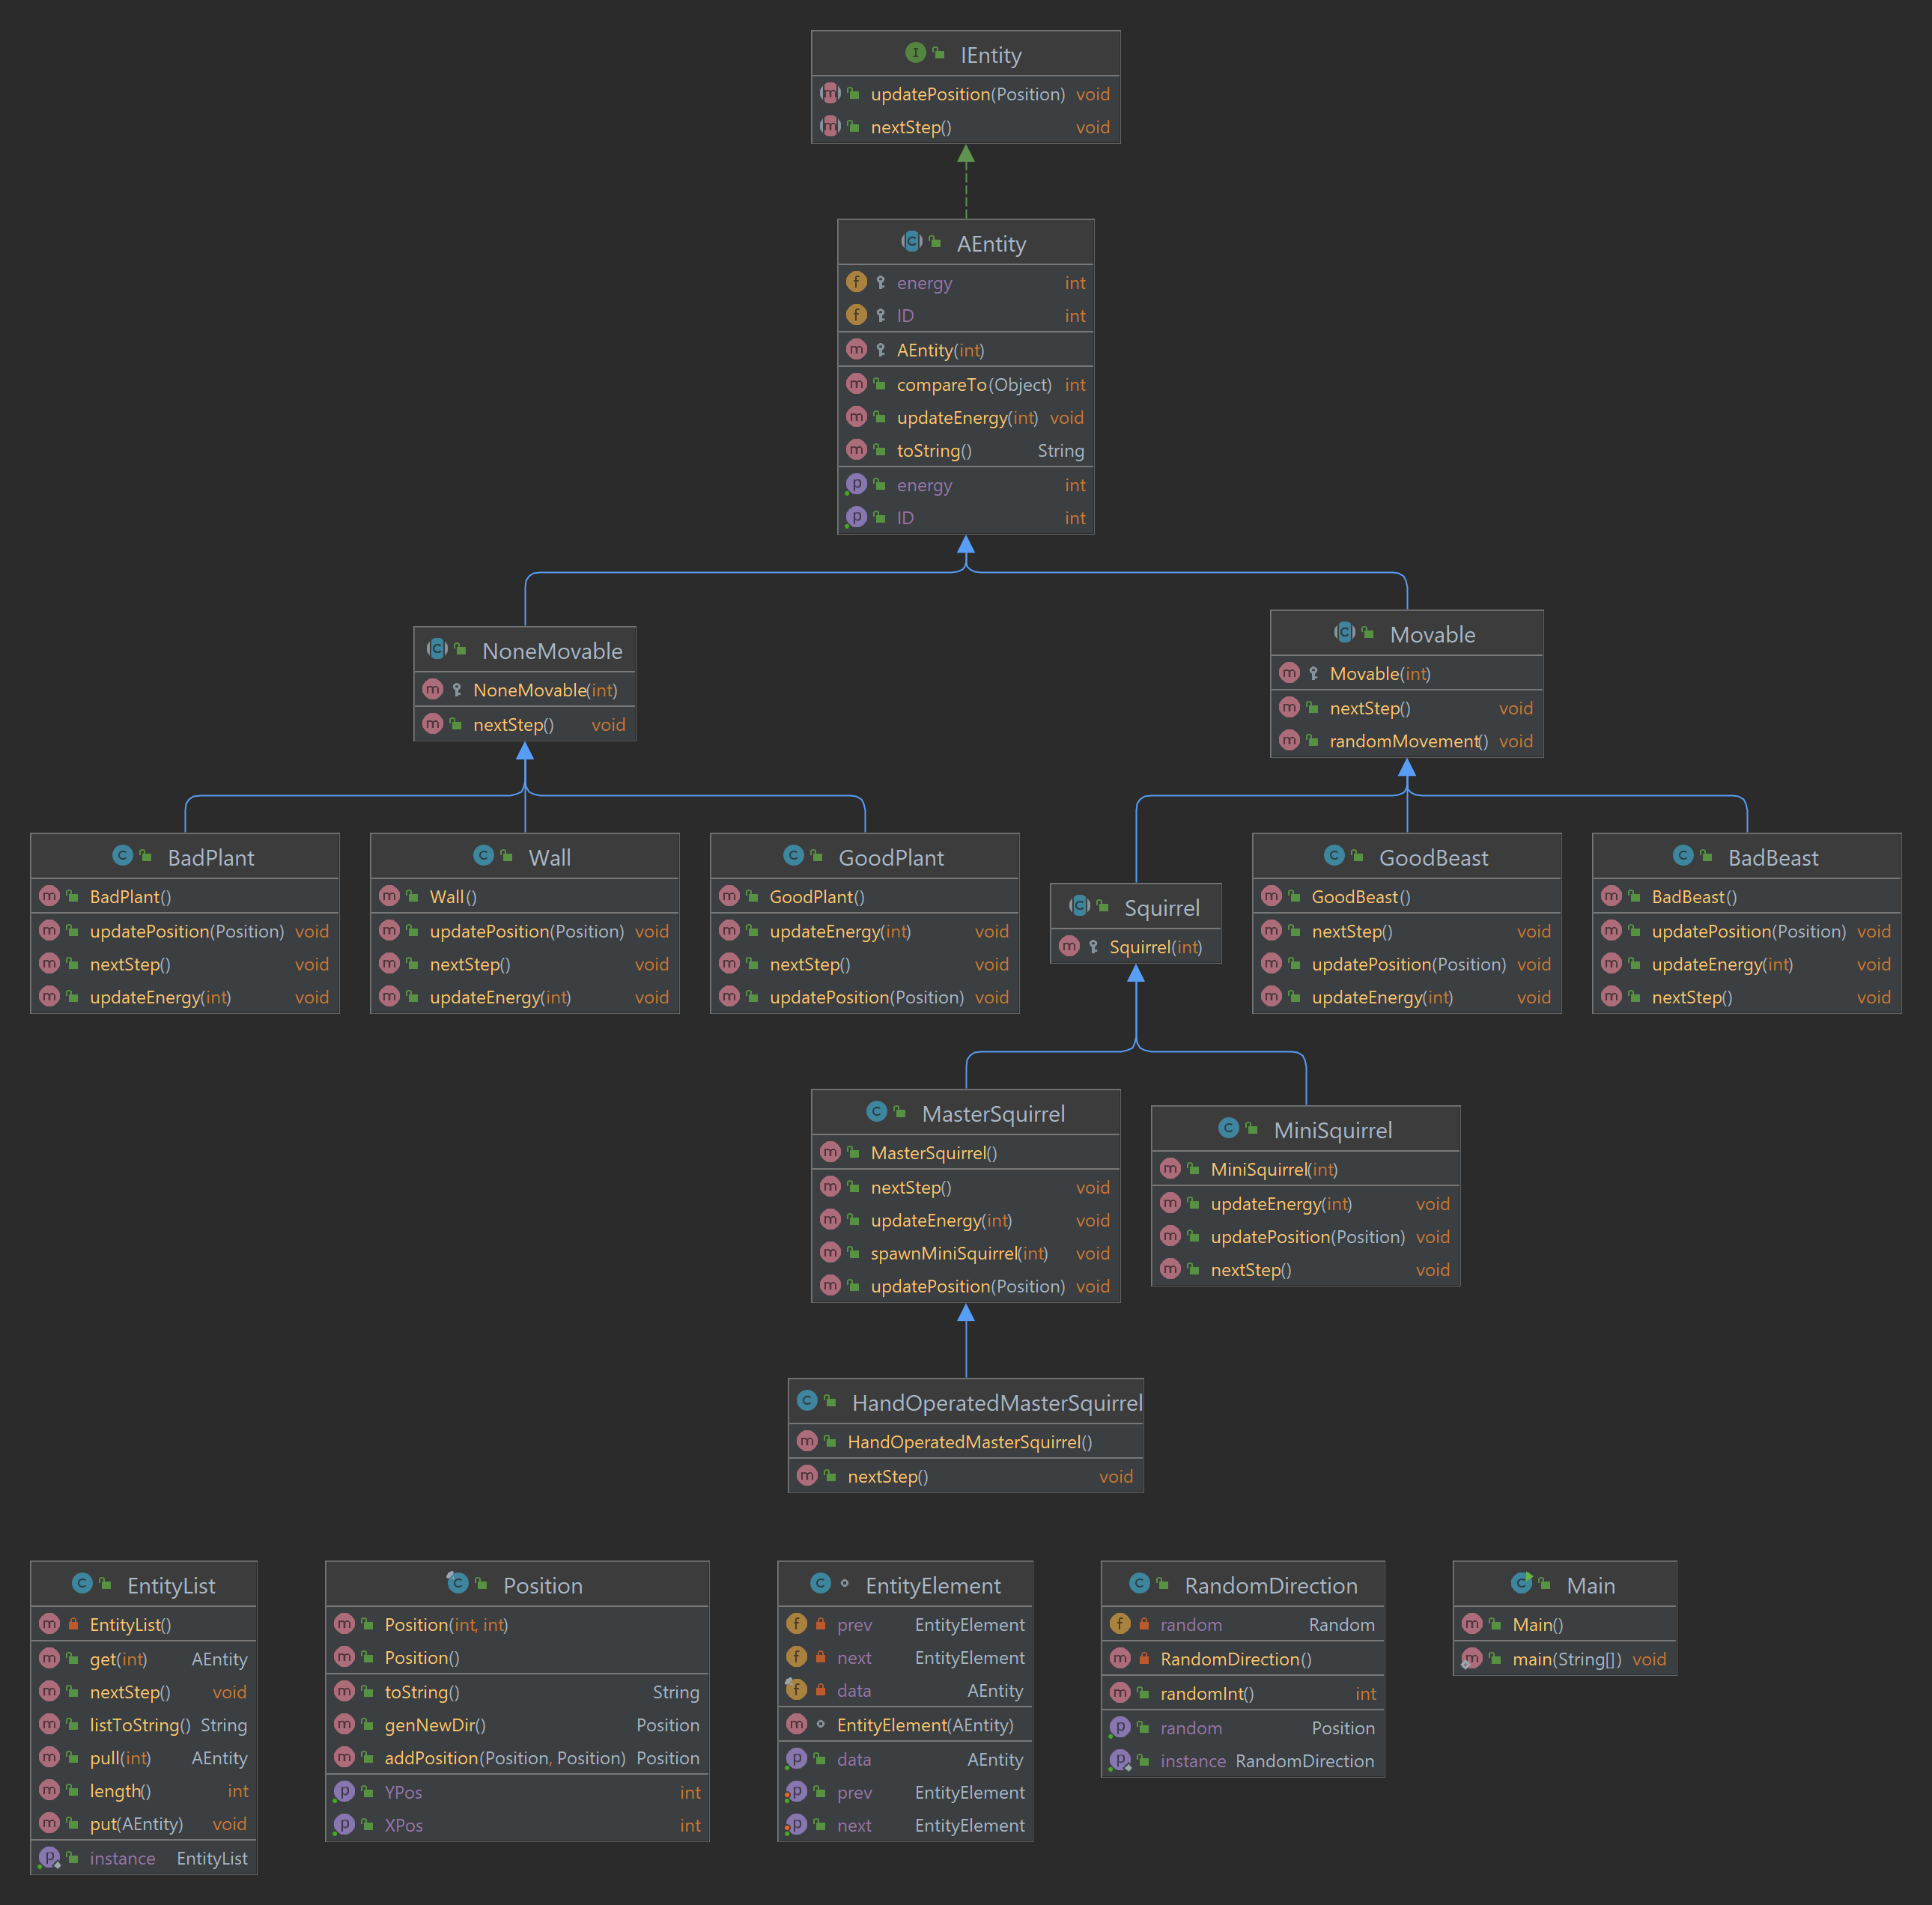 IEntity
updatePosition(Position) void
nextStep() void
AEntity
energy int
ID int
AEntity(int)
compareTo(Object) int
updateEnergy(int) void
toString() String
energy int
ID int
NoneMovable
NoneMovable(int)
nextStep() void
Movable
Movable(int)
nextStep() void
randomMovement() void
BadPlant
BadPlant()
updatePosition(Position) void
nextStep() void
updateEnergy(int) void
Wall
Wall()
updatePosition(Position) void
nextStep() void
updateEnergy(int) void
GoodPlant
GoodPlant()
updateEnergy(int) void
nextStep() void
updatePosition(Position) void
Squirrel
Squirrel(int)
GoodBeast
GoodBeast()
nextStep() void
updatePosition(Position) void
updateEnergy(int) void
BadBeast
BadBeast()
updatePosition(Position) void
updateEnergy(int) void
nextStep() void
MasterSquirrel
MasterSquirrel()
nextStep() void
updateEnergy(int) void
spawnMiniSquirrel(int) void
updatePosition(Position) void
MiniSquirrel
MiniSquirrel(int)
updateEnergy(int) void
updatePosition(Position) void
nextStep() void
HandOperatedMasterSquirrel
HandOperatedMasterSquirrel()
nextStep() void
EntityList
EntityList()
get(int) AEntity
nextStep() void
listToString() String
pull(int) AEntity
length() int
put(AEntity) void
instance EntityList
Position
Position(int, int)
Position()
toString() String
genNewDir() Position
addPosition(Position, Position) Position
YPos int
XPos int
EntityElement
prev EntityElement
next EntityElement
data AEntity
EntityElement(AEntity)
data AEntity
prev EntityElement
next EntityElement
RandomDirection
random Random
RandomDirection()
randomInt() int
random Position
instance RandomDirection
Main
Main()
main(String[]) void